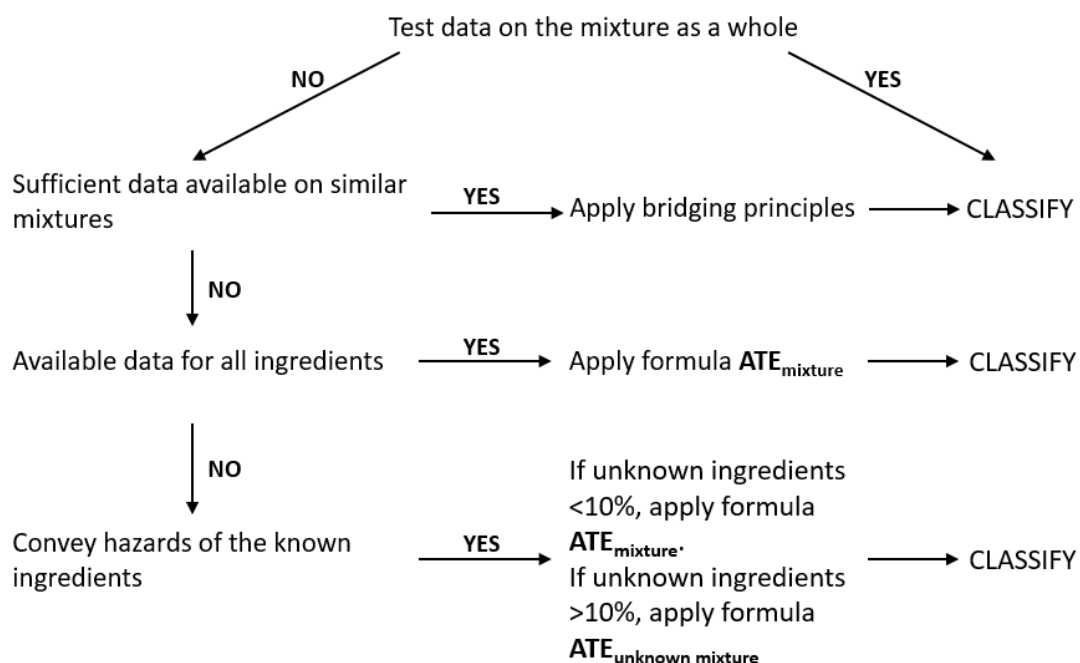 Test data on the mixture as a whole
NO
YES
Sufficient data available on similar
mixtures
YES
Apply bridging principles
CLASSIFY
NO
Available data for all ingredients
YES
Apply formula ATEmixture
CLASSIFY
NO
If unknown ingredients
<10%, apply formula
ATEmixture.
If unknown ingredients
>10%, apply formula
ATEunknown mixture
Convey hazards of the known
ingredients
YES
CLASSIFY